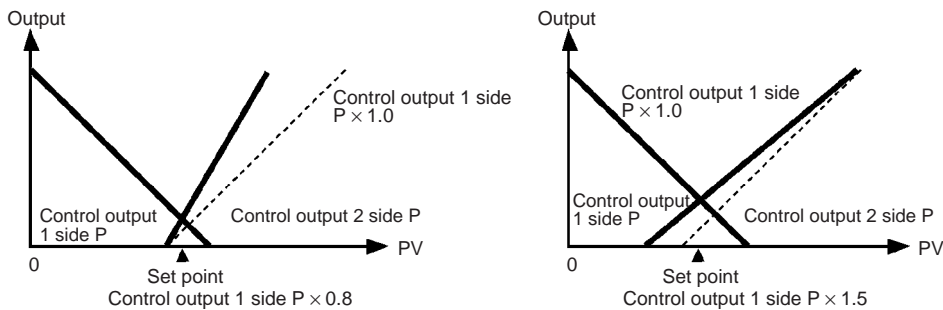 Output
Control output 1 side
P × 1.0
Control output
1 side P
Control output 2 side P
PV
0
Set point
Control output 1 side P × 0.8
Output
Control output 1 side
P × 1.0
Control output
1 side P
Control output 2 side P
PV
0
Set point
Control output 1 side P × 1.5